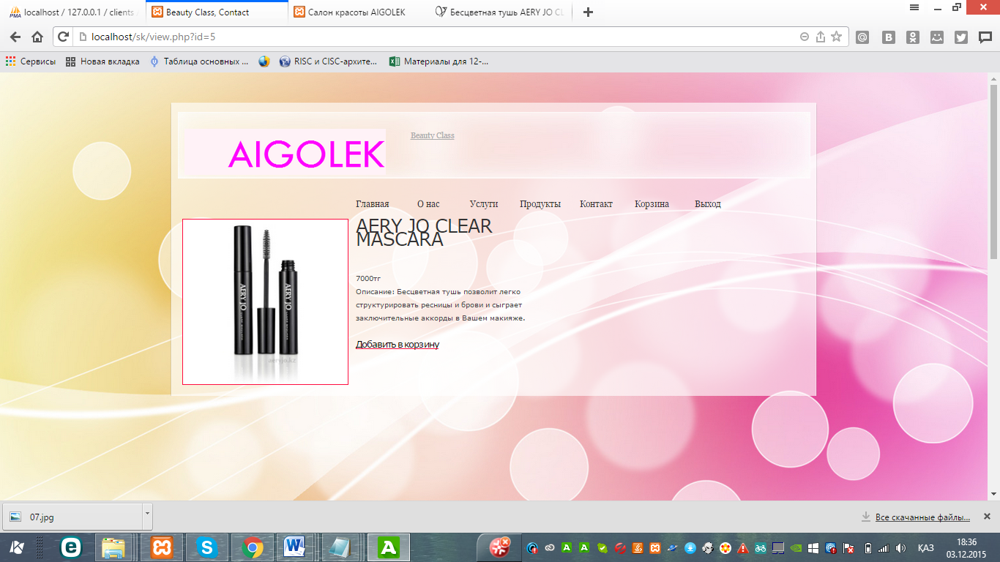 localhost / 127.0.0.1 / clients
Beauty Class, Contact
Салон красоты AIGOLEK
Бесцветная тушь AERY JO CL
localhost/sk/view.php?id=5
Сервисы
Новая вкладка
Таблица основных ...
RISC и CISC-архите...
Материалы для 12-...
AIGOLEK
Beauty Class
Главная
О нас
Услуги
Продукты
Контакт
Корзина
Выход
AERY JO CLEAR
MASCARA
AERY JO
AERY JO
aeryjo.kz
7000тг
Описание: Бесцветная тушь позволит легко
структурировать ресницы и брови и сыграет
заключительные аккорды в Вашем макияже.
Добавить в корзину
07.jpg
Все скачанные файлы...
ҚАЗ
18:36
03.12.2015